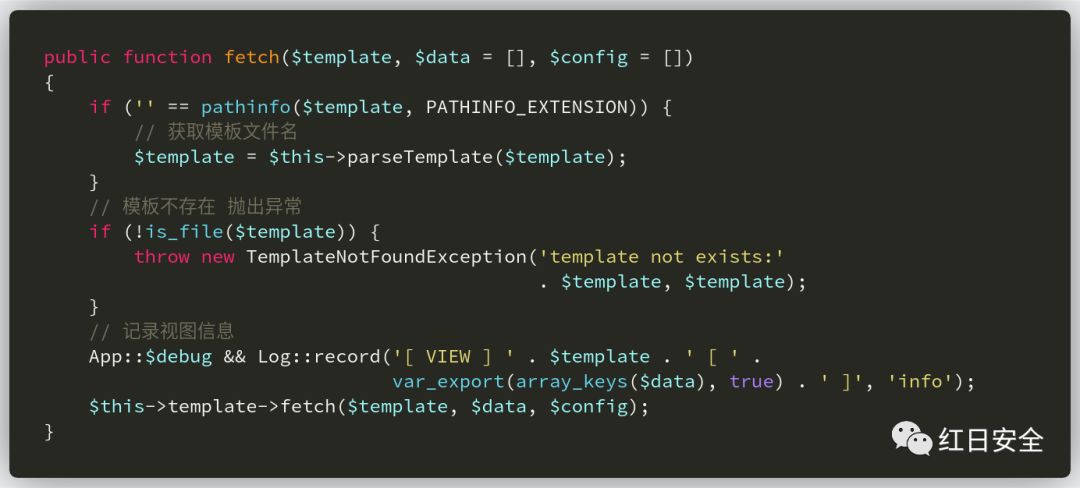 public function fetch($template, $data = [], $config = [])
{
    if ('' == pathinfo($template, PATHINFO_EXTENSION)) {
        // 获取模板文件名
        $template = $this->parseTemplate($template);
    }
    // 模板不存在 抛出异常
    if (!is_file($template)) {
        throw new TemplateNotFoundException('template not exists:'
                                            . $template, $template);
    }
    // 记录视图信息
    App::$debug && Log::record('[ VIEW ] ' . $template . ' [ ' .
                               var_export(array_keys($data), true) . ' ]', 'info');
    $this->template->fetch($template, $data, $config);
}
红日安全